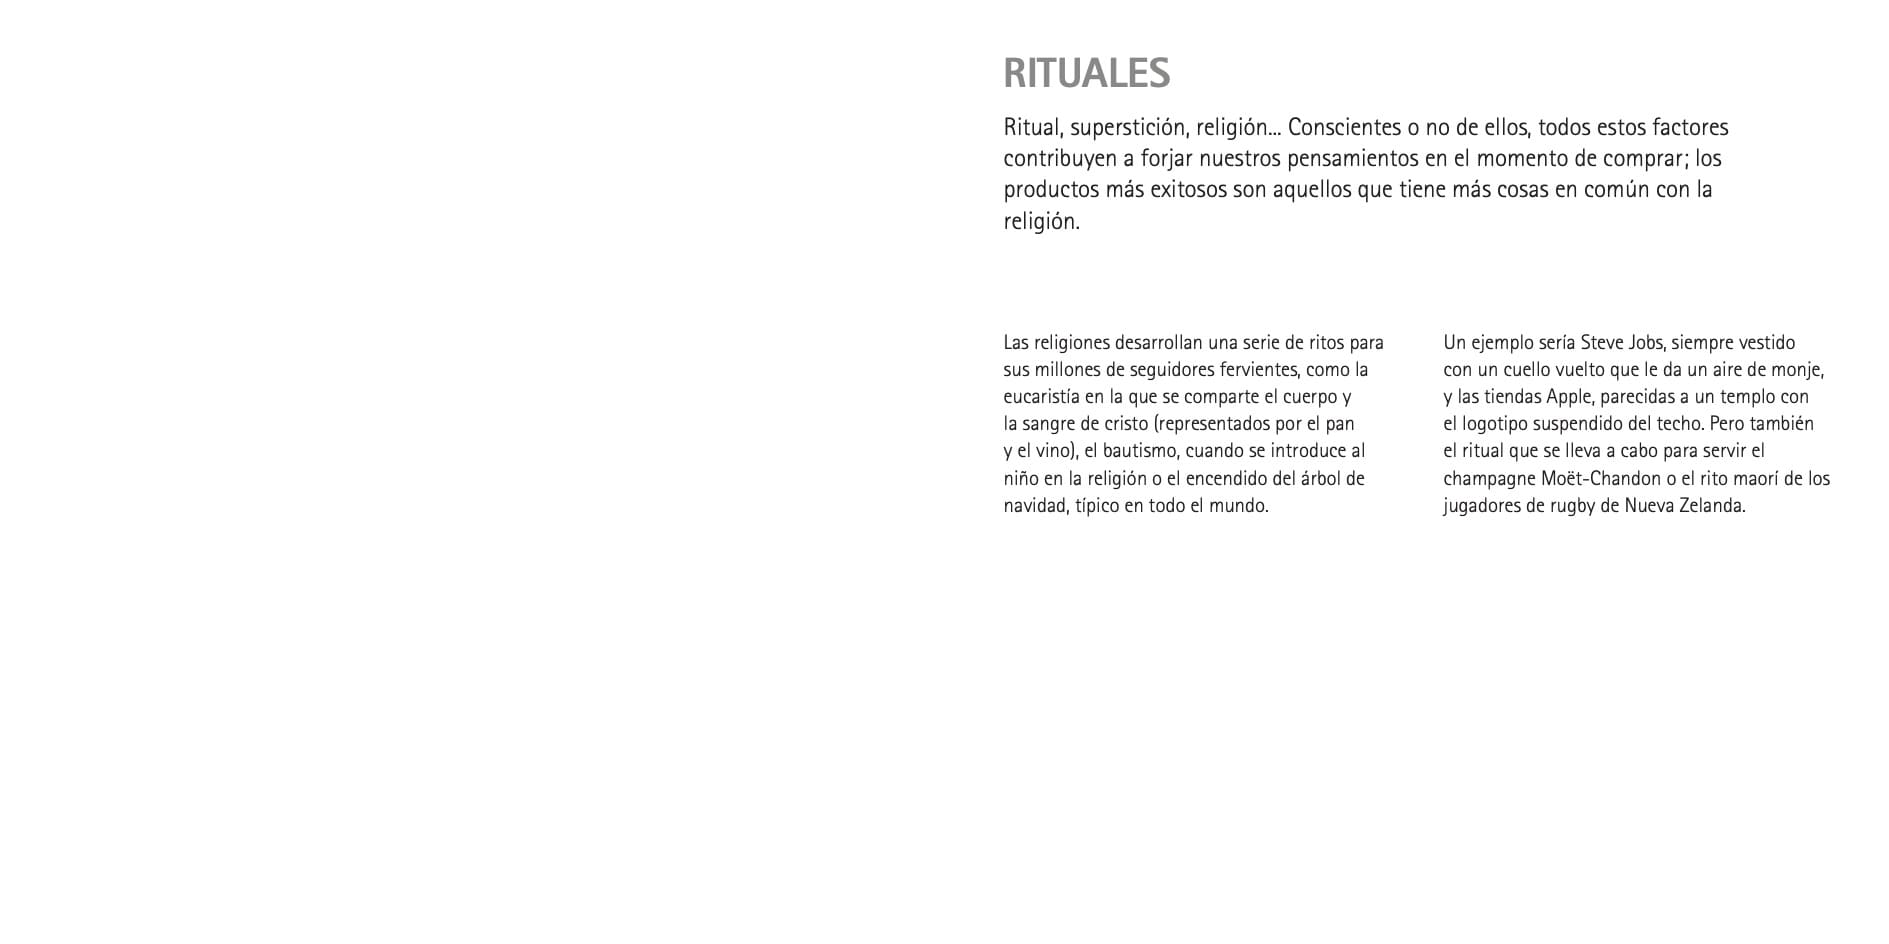 RITUALES
Ritual, superstición, religión... Conscientes o no de ellos, todos estos factores
contribuyen a forjar nuestros pensamientos en el momento de comprar; los
productos más exitosos son aquellos que tiene más cosas en común con la
religión.
Las religiones desarrollan una serie de ritos para
sus millones de seguidores fervientes, como la
eucaristía en la que se comparte el cuerpo y
la sangre de cristo (representados por el pan
y el vino), el bautismo, cuando se introduce al
niño en la religión o el encendido del árbol de
navidad, típico en todo el mundo.
Un ejemplo sería Steve Jobs, siempre vestido
con un cuello vuelto que le da un aire de monje,
y las tiendas Apple, parecidas a un templo con
el logotipo suspendido del techo. Pero también
el ritual que se lleva a cabo para servir el
champagne Moët-Chandon o el rito maorí de los
jugadores de rugby de Nueva Zelanda.